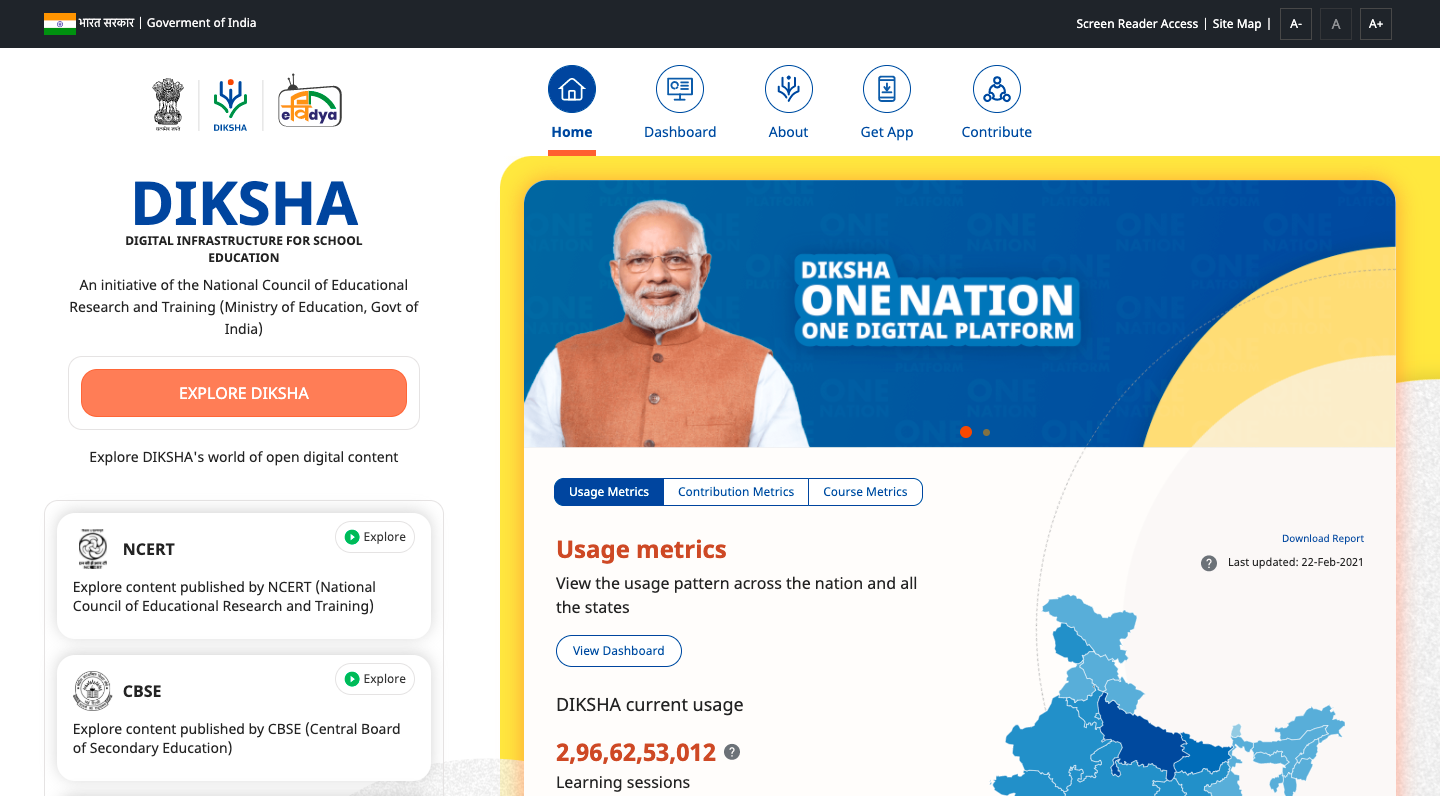 भारत सरकार | Goverment of India
Screen Reader Access | Site Map |
A-
A
A+
DIKSHA
eVidya
Home
Dashboard
About
Get App
Contribute
DIKSHA
DIGITAL INFRASTRUCTURE FOR SCHOOL
EDUCATION
An initiative of the National Council of Educational
Research and Training (Ministry of Education, Govt of
India)
EXPLORE DIKSHA
Explore DIKSHA's world of open digital content
NCERT
Explore
Explore content published by NCERT (National
Council of Educational Research and Training)
CBSE
Explore
Explore content published by CBSE (Central Board
of Secondary Education)
DIKSHA
ONE NATION
ONE DIGITAL PLATFORM
Usage Metrics
Contribution Metrics
Course Metrics
Usage metrics
Download Report
? Last updated: 22-Feb-2021
View the usage pattern across the nation and all
the states
View Dashboard
DIKSHA current usage
2,96,62,53,012 ?
Learning sessions